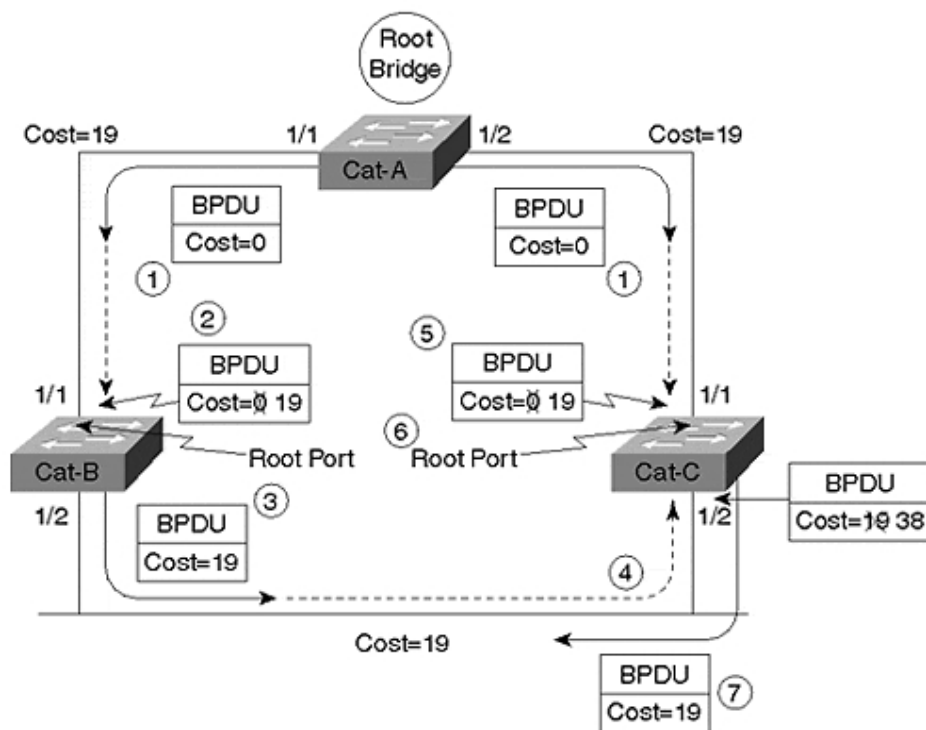 Root
Bridge
Cost=19
1/1
1/2
Cost=19
Cat-A
BPDU
Cost=0
BPDU
Cost=0
1
1
2
5
BPDU
Cost=0 19
BPDU
Cost=0 19
1/1
1/1
6
Cat-B
Root Port
Root Port
Cat-C
BPDU
Cost=19 38
1/2
3
1/2
BPDU
Cost=19
4
Cost=19
BPDU
Cost=19
7